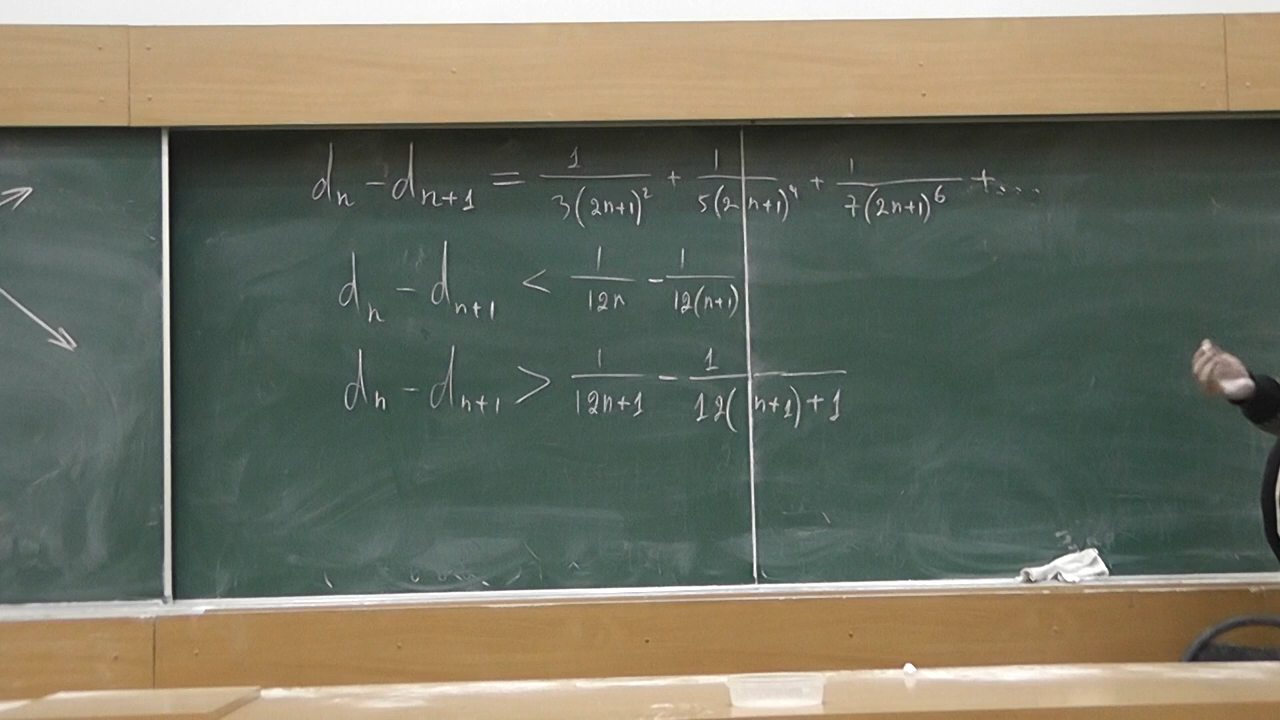 dₙ - dₙ₊₁ = 1/(3(2n+1)²) + 1/(5(2n+1)⁴) + 1/(7(2n+1)⁶) + ....
dₙ - dₙ₊₁ < 1/(12n) - 1/(12(n+1))
dₙ - dₙ₊₁ > 1/(12n+1) - 1/(12(n+1)+1)